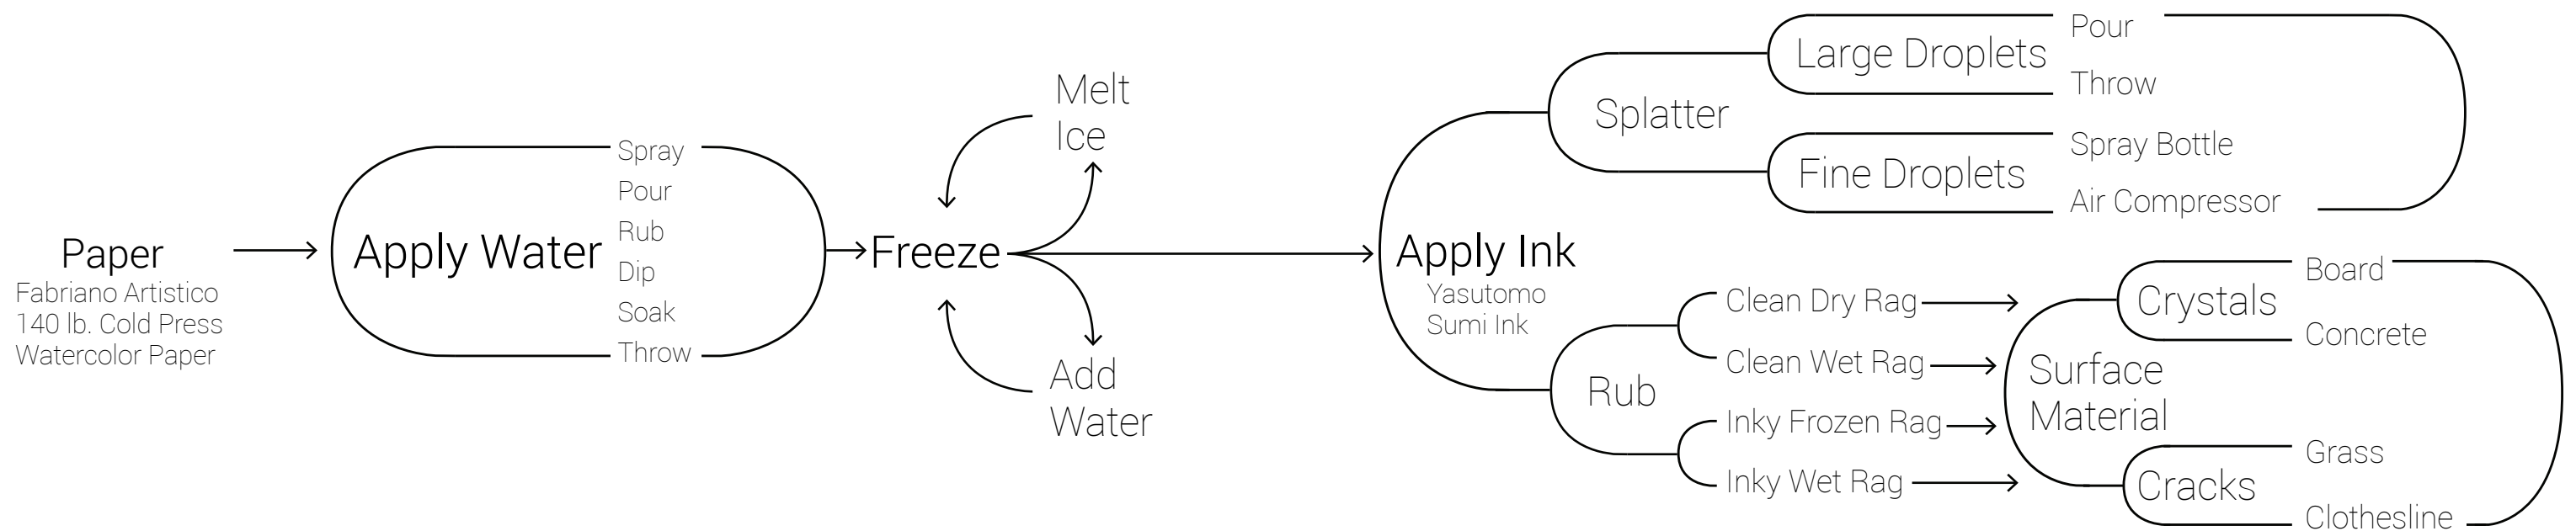 Paper
Fabriano Artistico
140 lb. Cold Press
Watercolor Paper
Apply Water
Spray
Pour
Rub
Dip
Soak
Throw
Freeze
Melt
Ice
Add
Water
Apply Ink
Yasutomo
Sumi Ink
Splatter
Large Droplets
Pour
Throw
Fine Droplets
Spray Bottle
Air Compressor
Rub
Clean Dry Rag
Clean Wet Rag
Inky Frozen Rag
Inky Wet Rag
Surface
Material
Crystals
Board
Concrete
Cracks
Grass
Clothesline